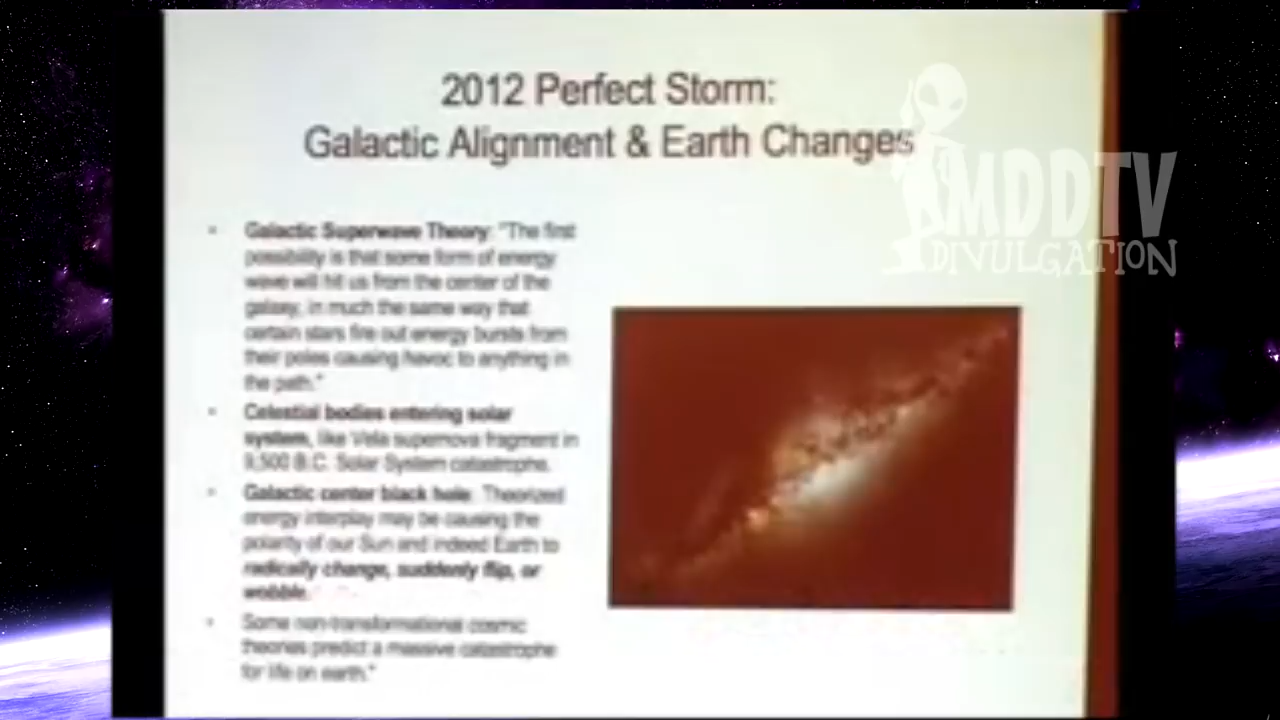 2012 Perfect Storm:
Galactic Alignment & Earth Changes
MDDTV
DIVULGATION
• Galactic Superwave Theory: "The first
possibility is that some form of energy
wave will hit us from the center of the
galaxy, in much the same way that
certain stars fire out energy bursts from
their poles causing havoc to anything in
the path."
• Celestial bodies entering solar
system, like Vela supernova fragment in
9,500 B.C. Solar System catastrophe.
• Galactic center black hole: Theorized
energy interplay may be causing the
polarity of our Sun and indeed Earth to
radically change, suddenly flip, or
wobble.
• Some non-transformational cosmic
theories predict a massive catastrophe
for life on earth."